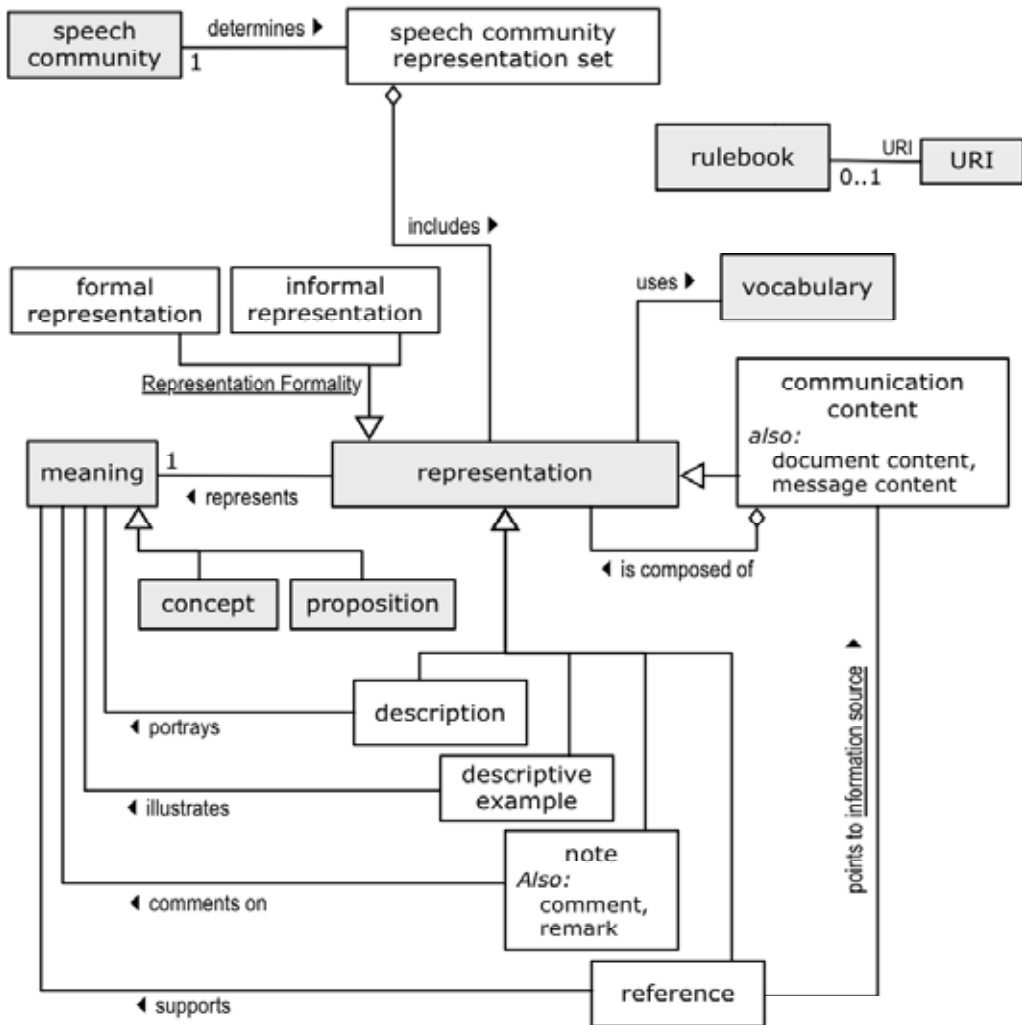 speech
community
determines ▶
1
speech community
representation set
rulebook
0..1
URI
URI
includes ▶
formal
representation
informal
representation
uses ▶
vocabulary
Representation Formality
communication
content
also:
document content,
message content
meaning
1
◀ represents
representation
◀ is composed of
concept
proposition
points to information source ▶
◀ portrays
description
◀ illustrates
descriptive
example
◀ comments on
note
Also:
comment,
remark
◀ supports
reference